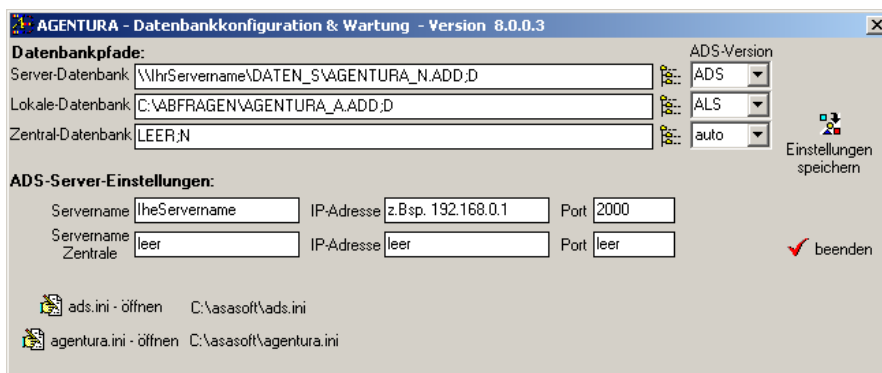 AGENTURA - Datenbankkonfiguration & Wartung - Version 8.0.0.3
Datenbankpfade:
ADS-Version
Server-Datenbank \\IhrServername\DATEN_S\AGENTURA_N.ADD;D ADS
Lokale-Datenbank C:\ABFRAGEN\AGENTURA_A.ADD;D ALS
Zentral-Datenbank LEER;N auto
Einstellungen
speichern
ADS-Server-Einstellungen:
Servername IheServername IP-Adresse z.Bsp. 192.168.0.1 Port 2000
Servername
Zentrale leer IP-Adresse leer Port leer
beenden
ads.ini - öffnen C:\asasoft\ads.ini
agentura.ini - öffnen C:\asasoft\agentura.ini